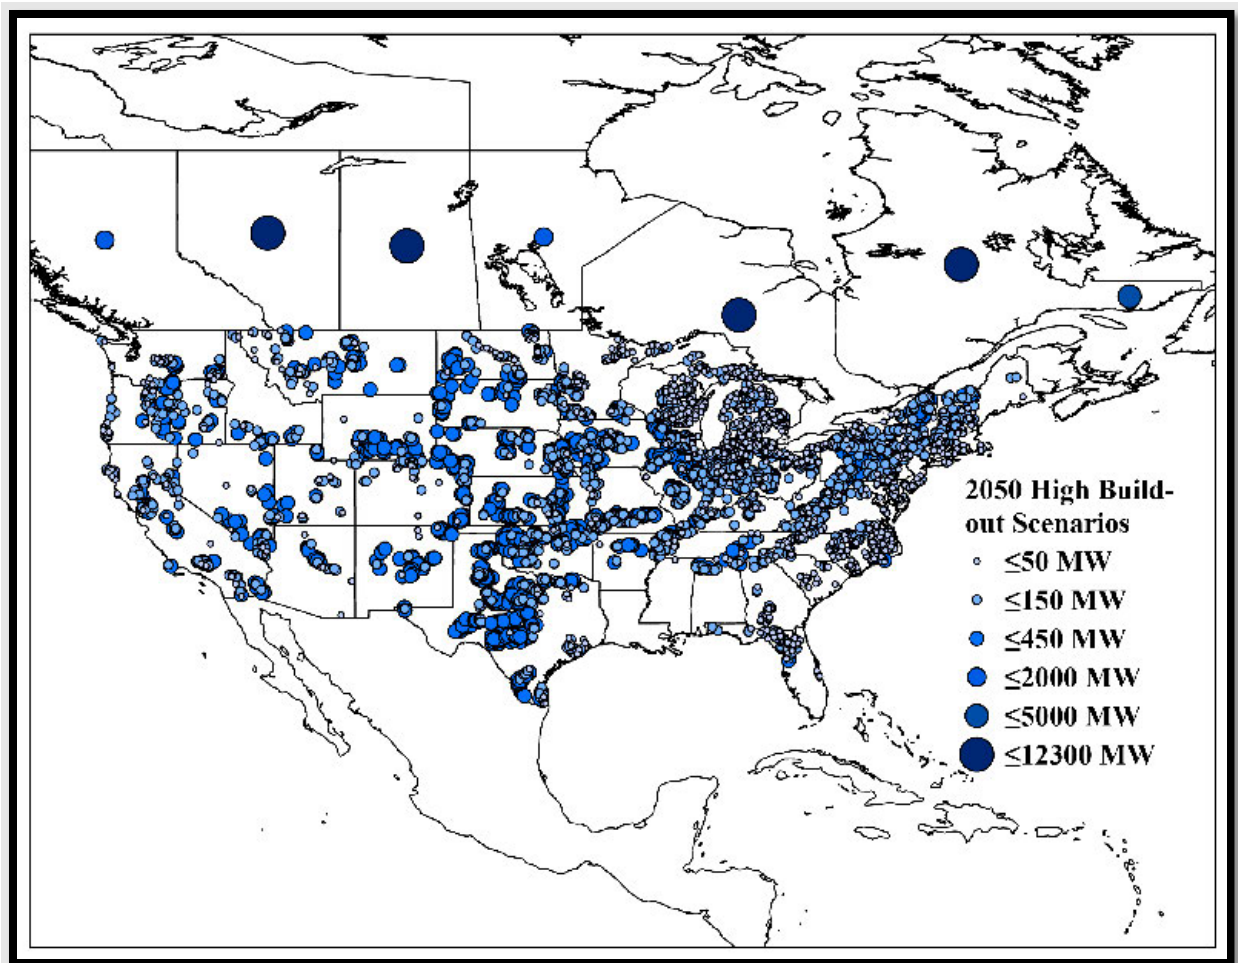 2050 High Build-
out Scenarios
≤50 MW
≤150 MW
≤450 MW
≤2000 MW
≤5000 MW
≤12300 MW